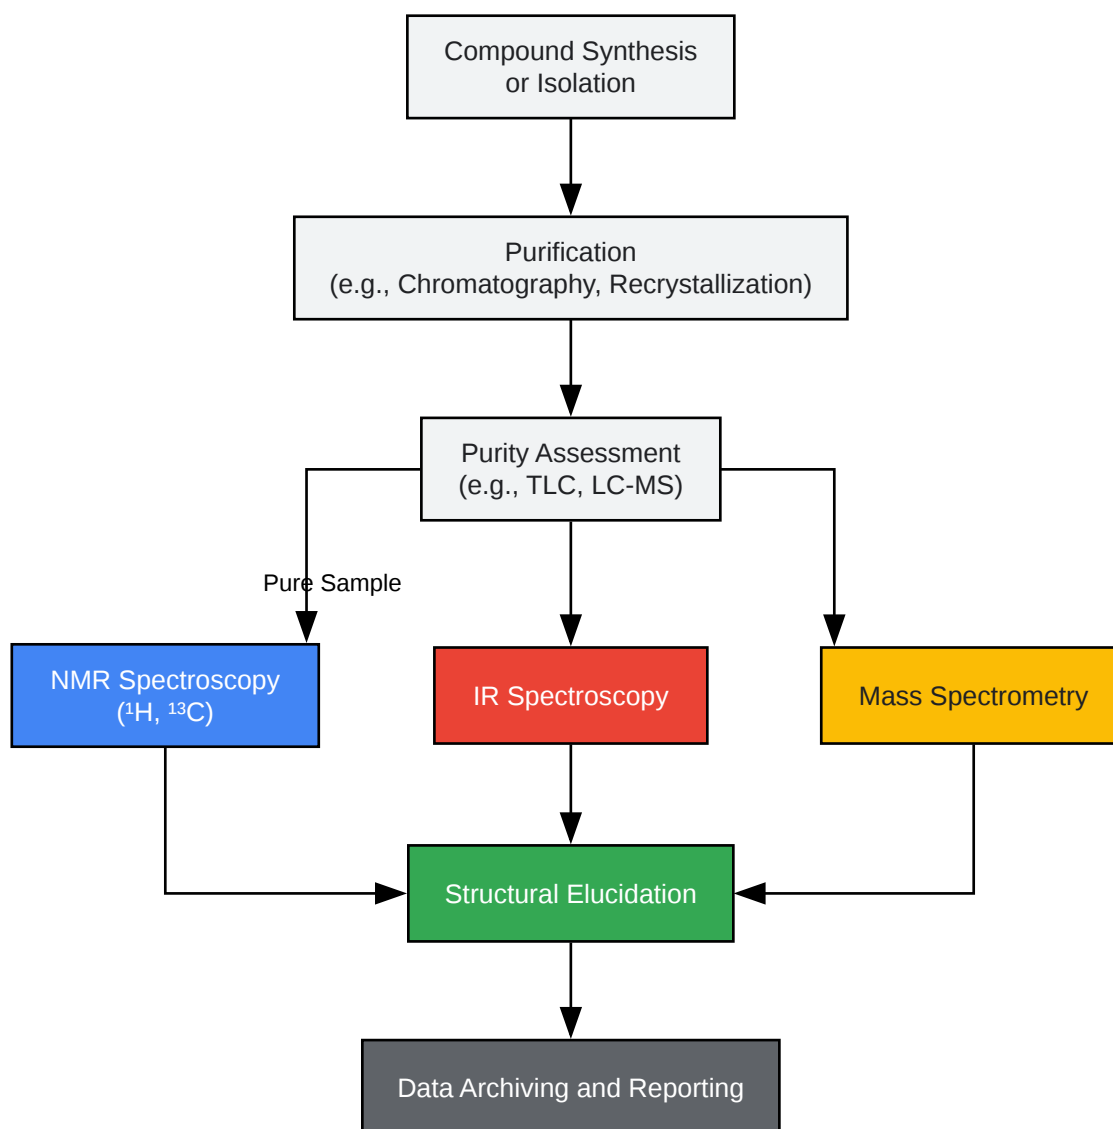 Compound Synthesis
or Isolation
Purification
(e.g., Chromatography, Recrystallization)
Purity Assessment
(e.g., TLC, LC-MS)
Pure Sample
NMR Spectroscopy
(¹H, ¹³C)
IR Spectroscopy
Mass Spectrometry
Structural Elucidation
Data Archiving and Reporting